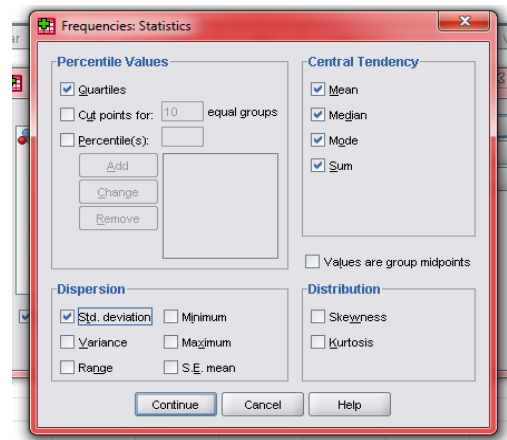 Frequencies: Statistics
Percentile Values
Quartiles
Cut points for: 10 equal groups
Percentile(s):
Add
Change
Remove
Central Tendency
Mean
Median
Mode
Sum
Values are group midpoints
Dispersion
Std. deviation
Minimum
Variance
Maximum
Range
S.E. mean
Distribution
Skewness
Kurtosis
Continue
Cancel
Help